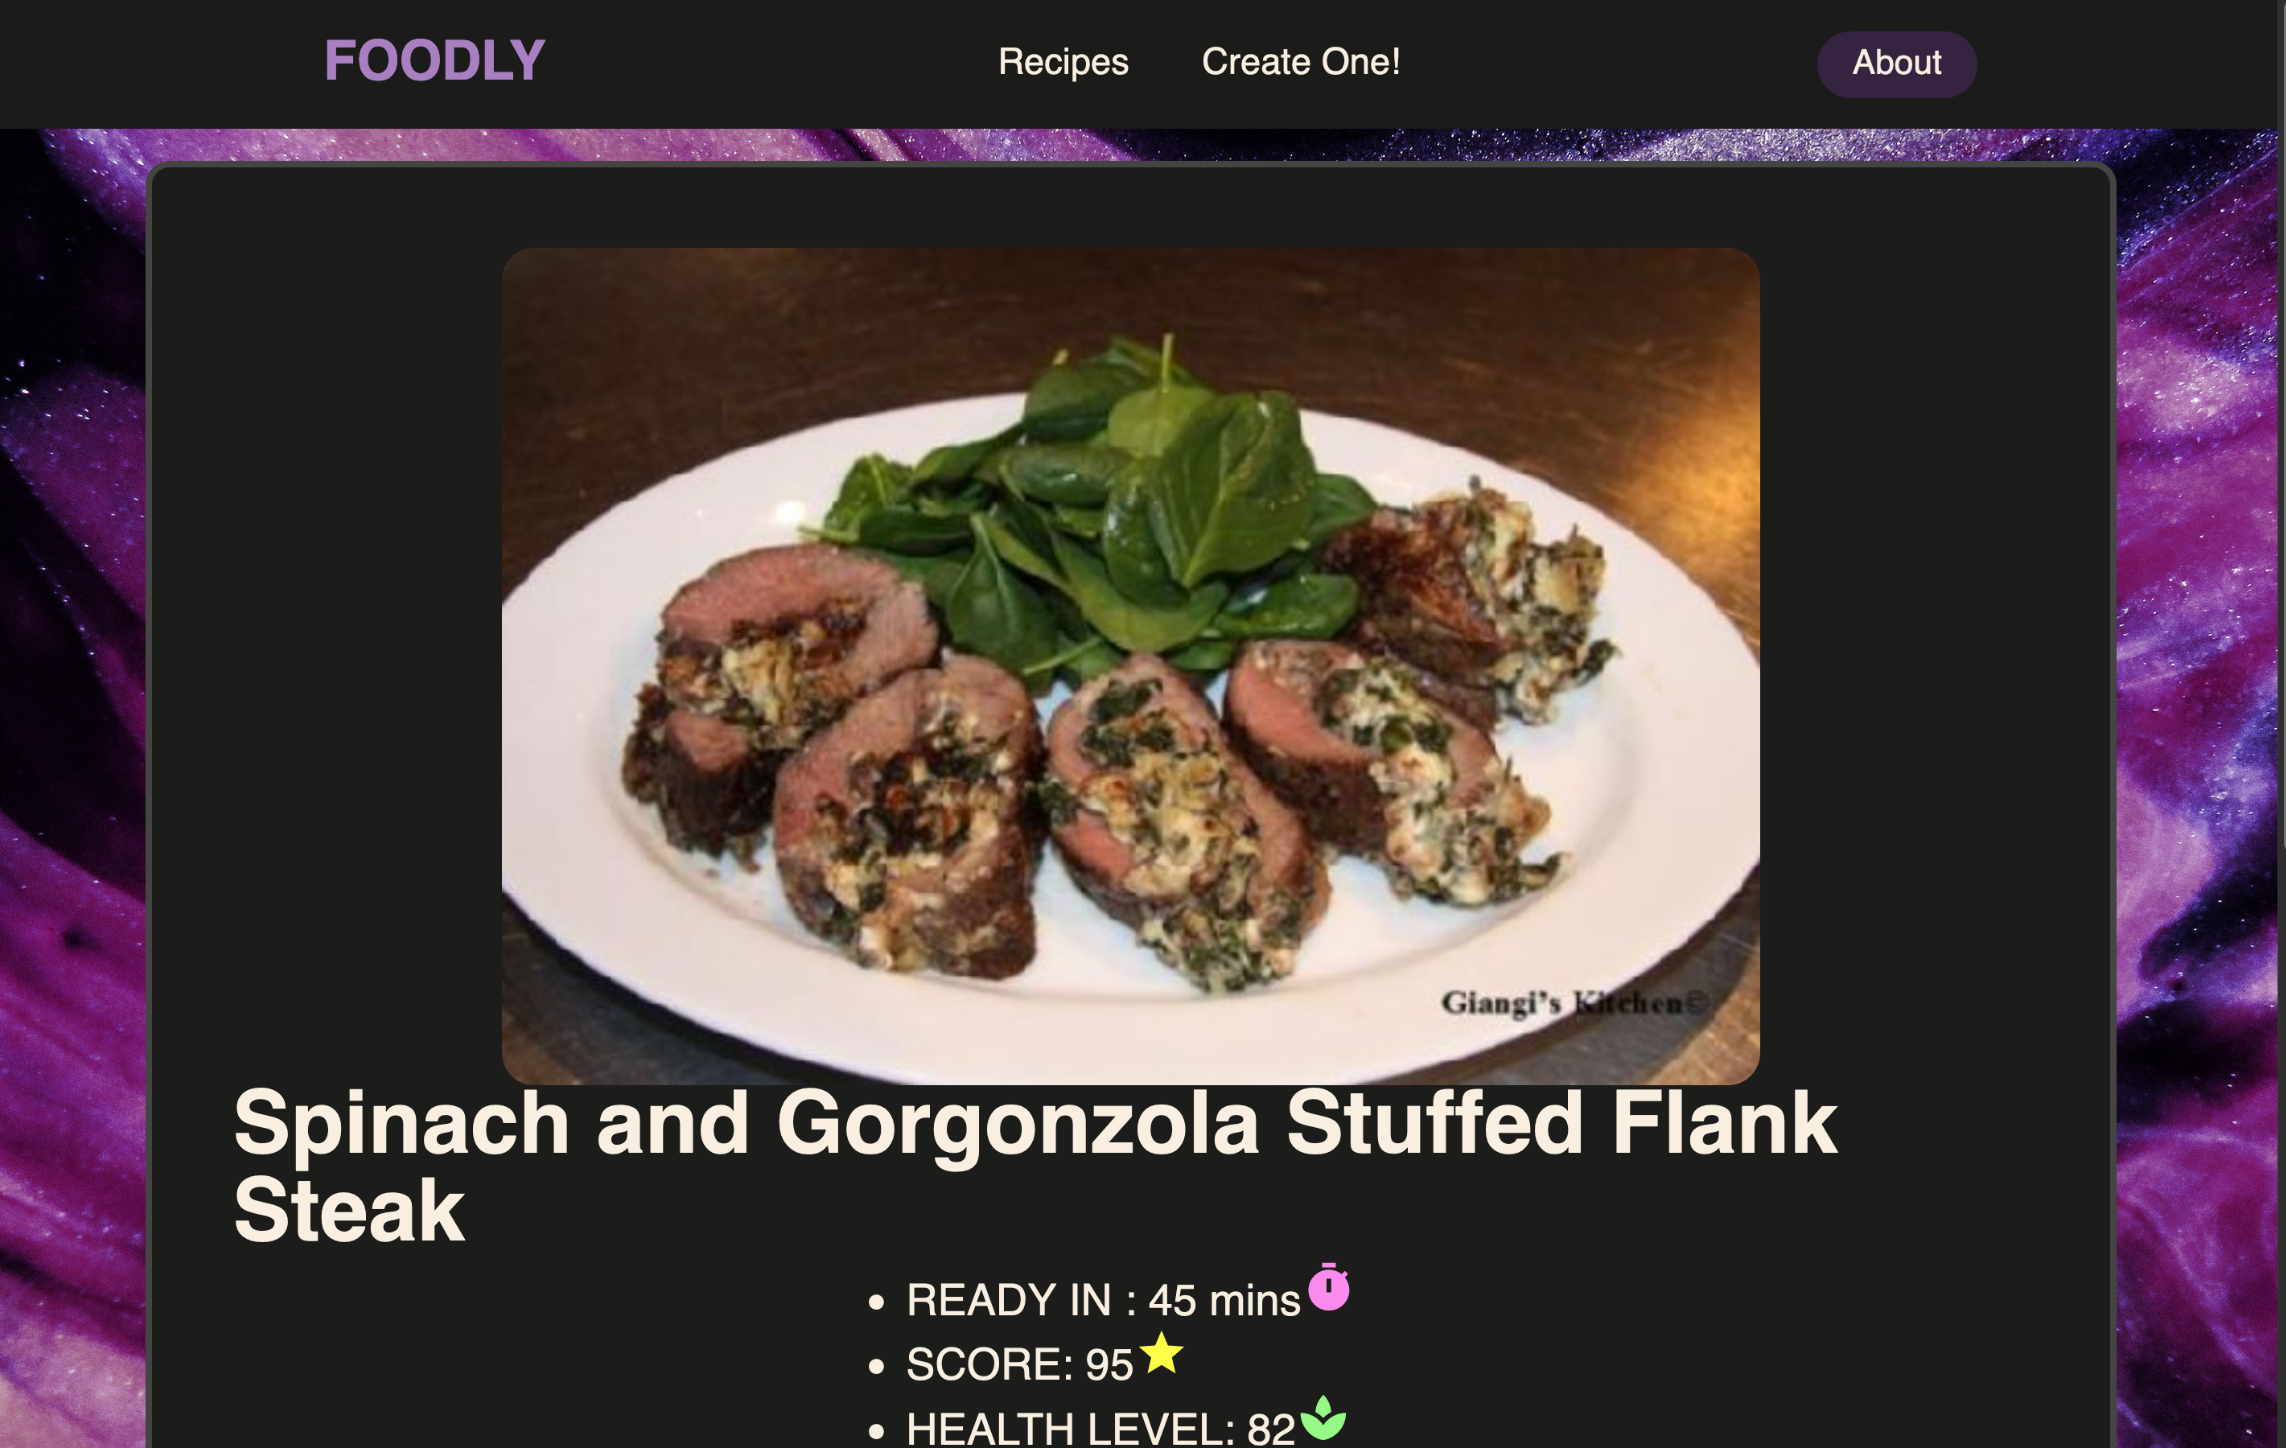 FOODLY
Recipes
Create One!
About
Giangi's Kitchen©
Spinach and Gorgonzola Stuffed Flank
Steak
READY IN : 45 mins
SCORE: 95
HEALTH LEVEL: 82